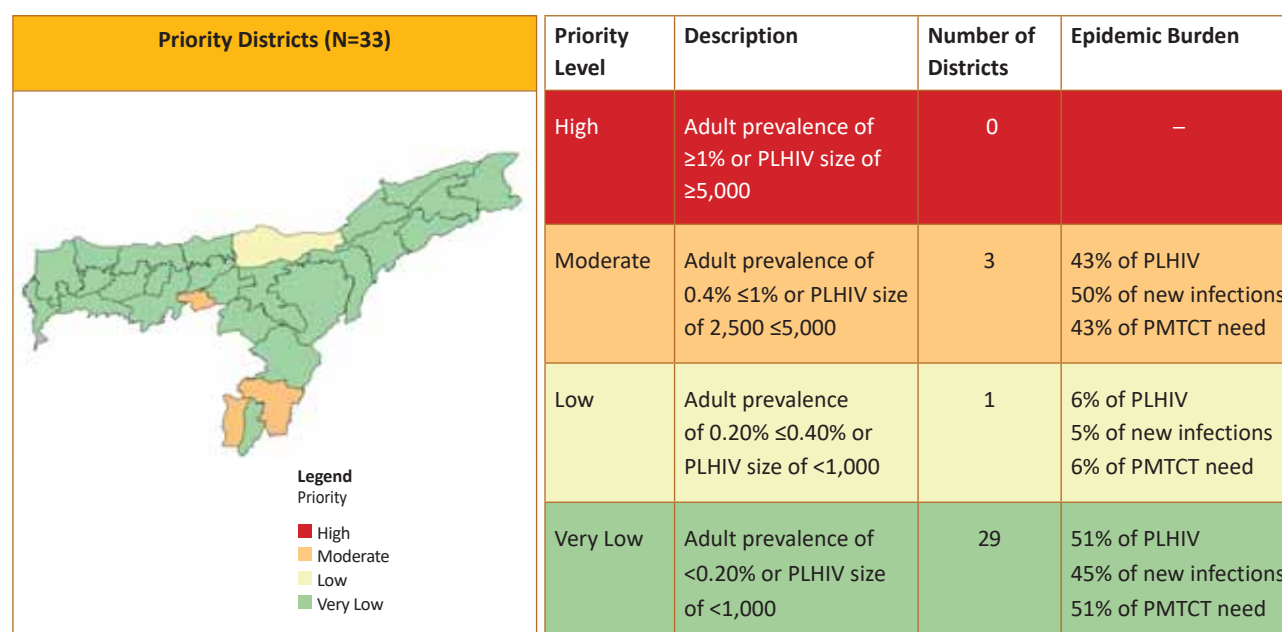 Priority Districts (N=33)
Legend
Priority
High
Moderate
Low
Very Low
Priority
Level
Description
Number of
Districts
Epidemic Burden
High
Adult prevalence of
≥1% or PLHIV size of
≥5,000
0
–
Moderate
Adult prevalence of
0.4% ≤1% or PLHIV size
of 2,500 ≤5,000
3
43% of PLHIV
50% of new infections
43% of PMTCT need
Low
Adult prevalence
of 0.20% ≤0.40% or
PLHIV size of <1,000
1
6% of PLHIV
5% of new infections
6% of PMTCT need
Very Low
Adult prevalence of
<0.20% or PLHIV size
of <1,000
29
51% of PLHIV
45% of new infections
51% of PMTCT need